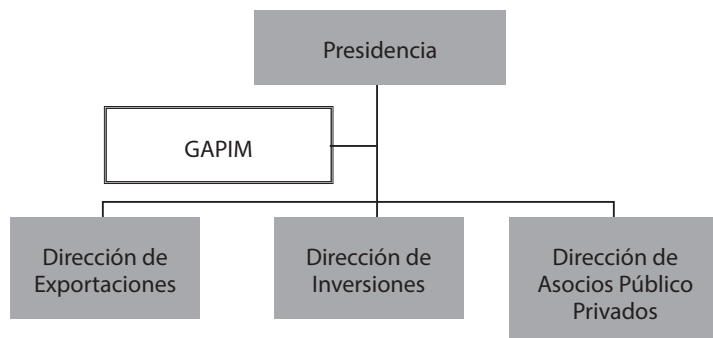 Presidencia
GAPIM
Dirección de
Exportaciones
Dirección de
Inversiones
Dirección de
Asocios Público
Privados